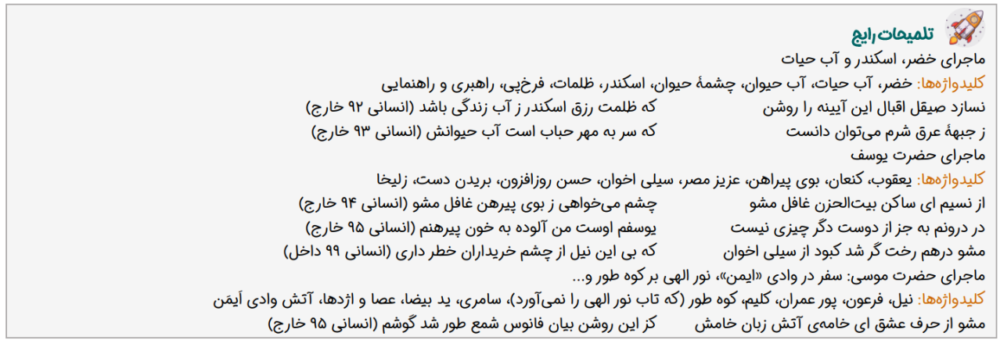 تلمیحات رایج
ماجرای خضر، اسکندر و آب حیات
کلیدواژه‌ها: خضر، آب حیات، آب حیوان، چشمهٔ حیوان، اسکندر، ظلمات، فرخ‌پی، راهبری و راهنمایی
نسازد صیقل اقبال این آیینه را روشن که ظلمت رزق اسکندر ز آب زندگی باشد (انسانی ۹۲ خارج)
ز جبههٔ عرق شرم می‌توان دانست که سر به مهر حباب است آب حیوانش (انسانی ۹۳ خارج)
ماجرای حضرت یوسف
کلیدواژه‌ها: یعقوب، کنعان، بوی پیراهن، عزیز مصر، سیلی اخوان، حسن روزافزون، بریدن دست، زلیخا
از نسیم ای ساکن بیت‌الحزن غافل مشو چشم می‌خواهی ز بوی پیرهن غافل مشو (انسانی ۹۴ خارج)
در درونم به جز از دوست دگر چیزی نیست یوسفم اوست من آلوده به خون پیرهنم (انسانی ۹۵ خارج)
مشو درهم رخت گر شد کبود از سیلی اخوان که بی این نیل از چشم خریداران خطر داری (انسانی ۹۹ داخل)
ماجرای حضرت موسی: سفر در وادی «ایمن»، نور الهی بر کوه طور و...
کلیدواژه‌ها: نیل، فرعون، پور عمران، کلیم، کوه طور (که تاب نور الهی را نمی‌آورد)، سامری، ید بیضا، عصا و اژدها، آتش وادی اَیمَن
مشو از حرف عشق ای خامه‌ی آتش زبان خامش کز این روشن بیان فانوس شمع طور شد گوشم (انسانی ۹۵ خارج)